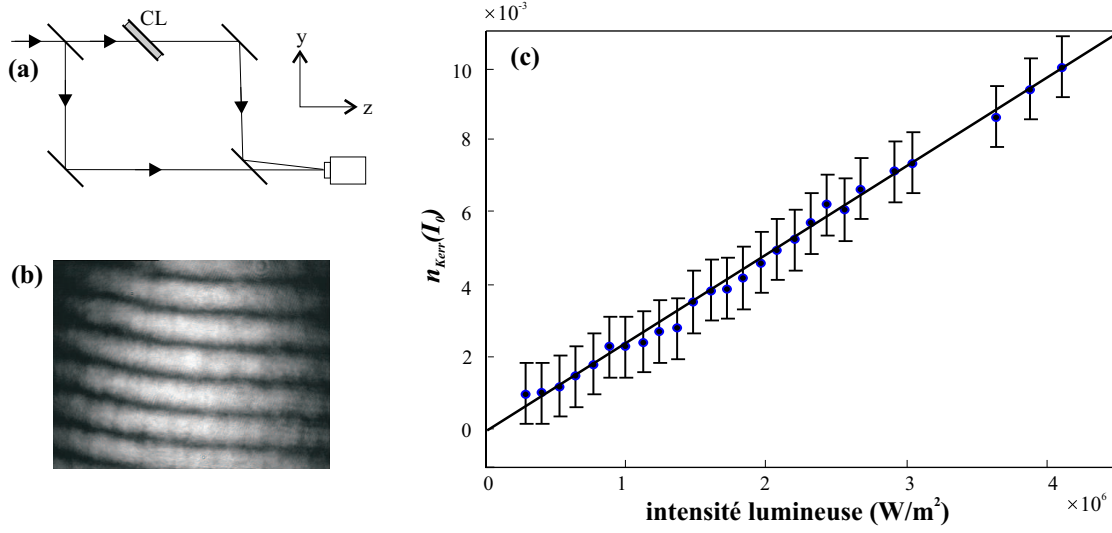 (a)
CL
y
z
(b)
(c)
×10⁻³
n_Kerr(I₀)
10
8
6
4
2
0
0 1 2 3 4
×10⁶
intensité lumineuse (W/m²)